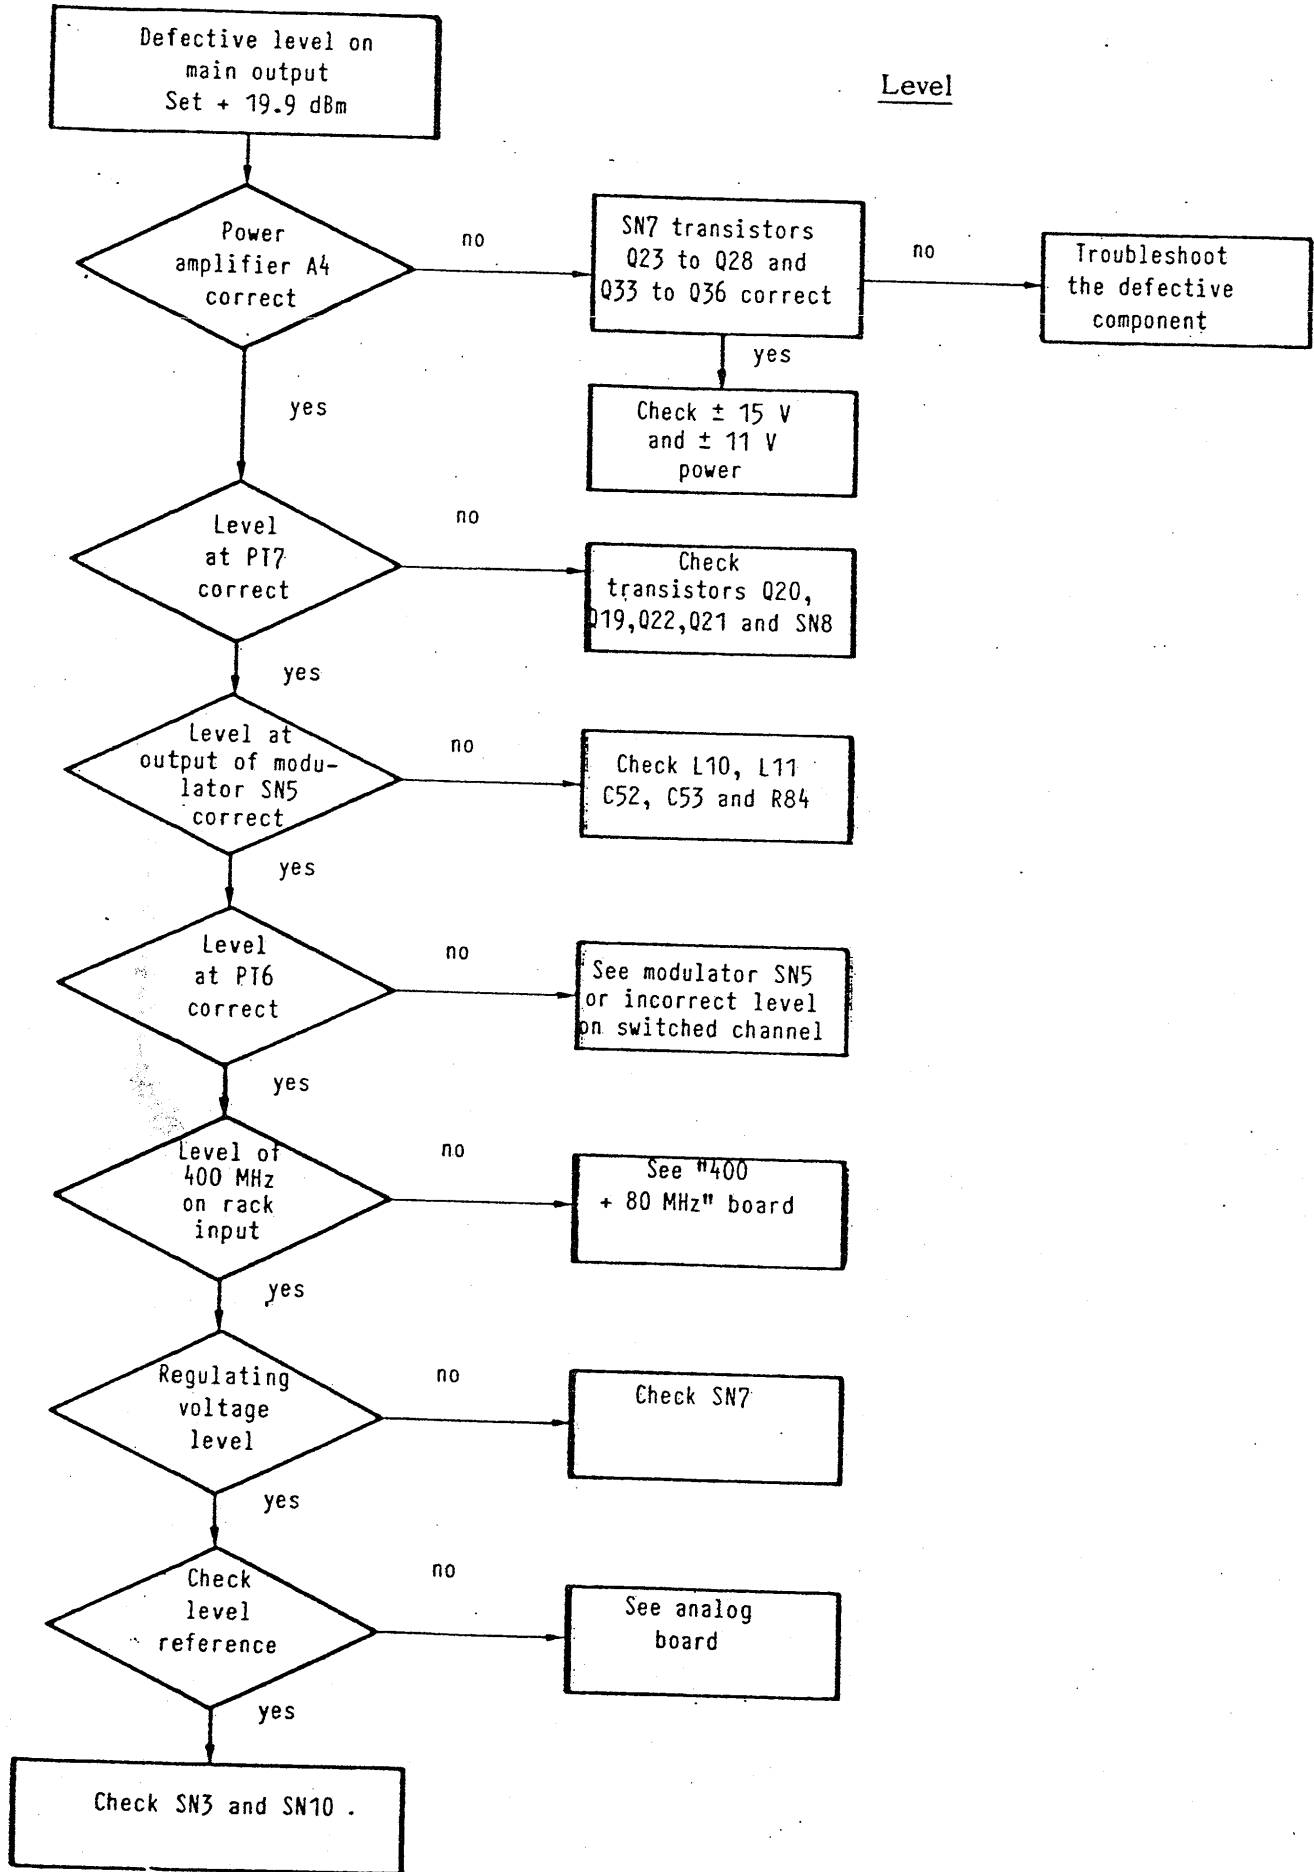 Level
Defective level on
main output
Set + 19.9 dBm
Power
amplifier A4
correct
no
SN7 transistors
Q23 to Q28 and
Q33 to Q36 correct
no
Troubleshoot
the defective
component
yes
Check ± 15 V
and ± 11 V
power
yes
Level
at PT7
correct
no
Check
transistors Q20,
Q19,Q22,Q21 and SN8
yes
Level at
output of modu-
lator SN5
correct
no
Check L10, L11
C52, C53 and R84
yes
Level
at PT6
correct
no
See modulator SN5
or incorrect level
on switched channel
yes
Level of
400 MHz
on rack
input
no
See "400
+ 80 MHz" board
yes
Regulating
voltage
level
no
Check SN7
yes
Check
level
reference
no
See analog
board
yes
Check SN3 and SN10 .